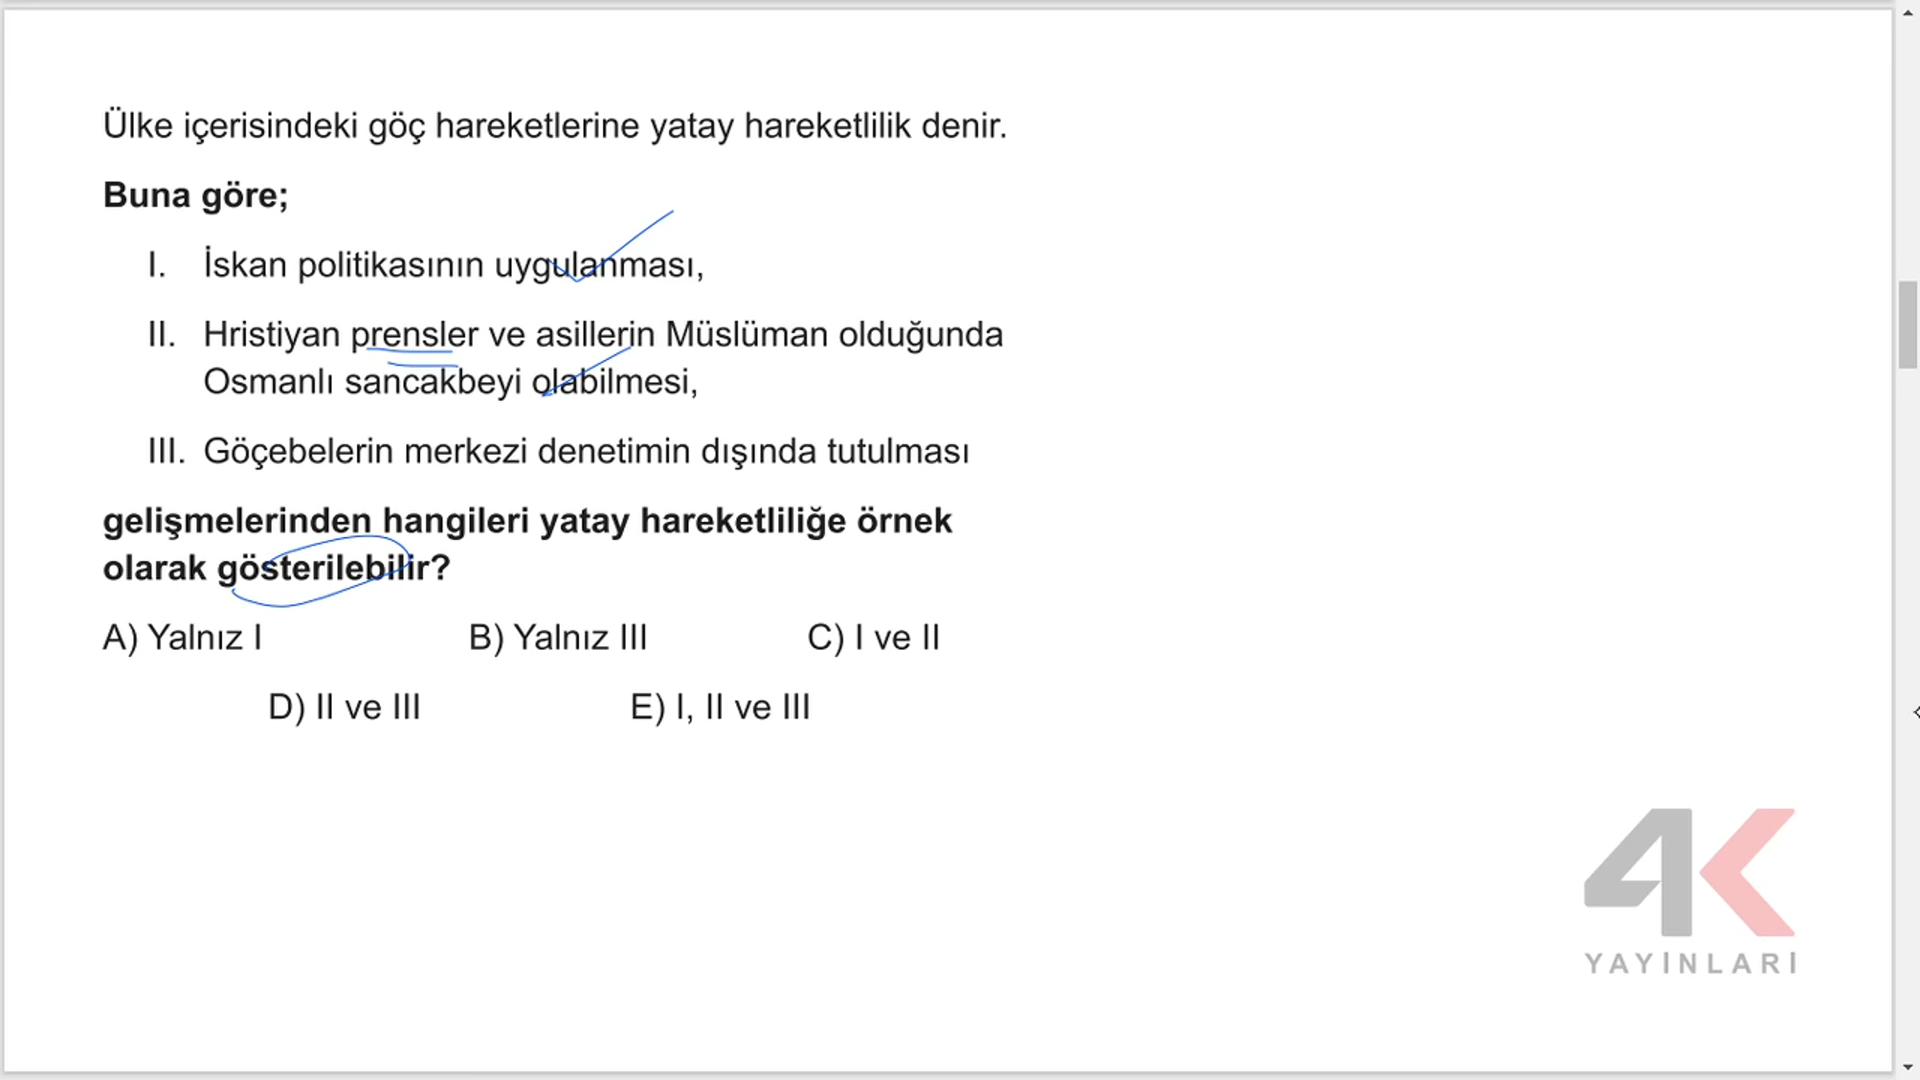 Ülke içerisindeki göç hareketlerine yatay hareketlilik denir.
Buna göre;
I. İskan politikasının uygulanması,
II. Hristiyan prensler ve asillerin Müslüman olduğunda
Osmanlı sancakbeyi olabilmesi,
III. Göçebelerin merkezi denetimin dışında tutulması
gelişmelerinden hangileri yatay hareketliliğe örnek
olarak gösterilebilir?
A) Yalnız I B) Yalnız III C) I ve II
D) II ve III E) I, II ve III
4K
YAYINLARI